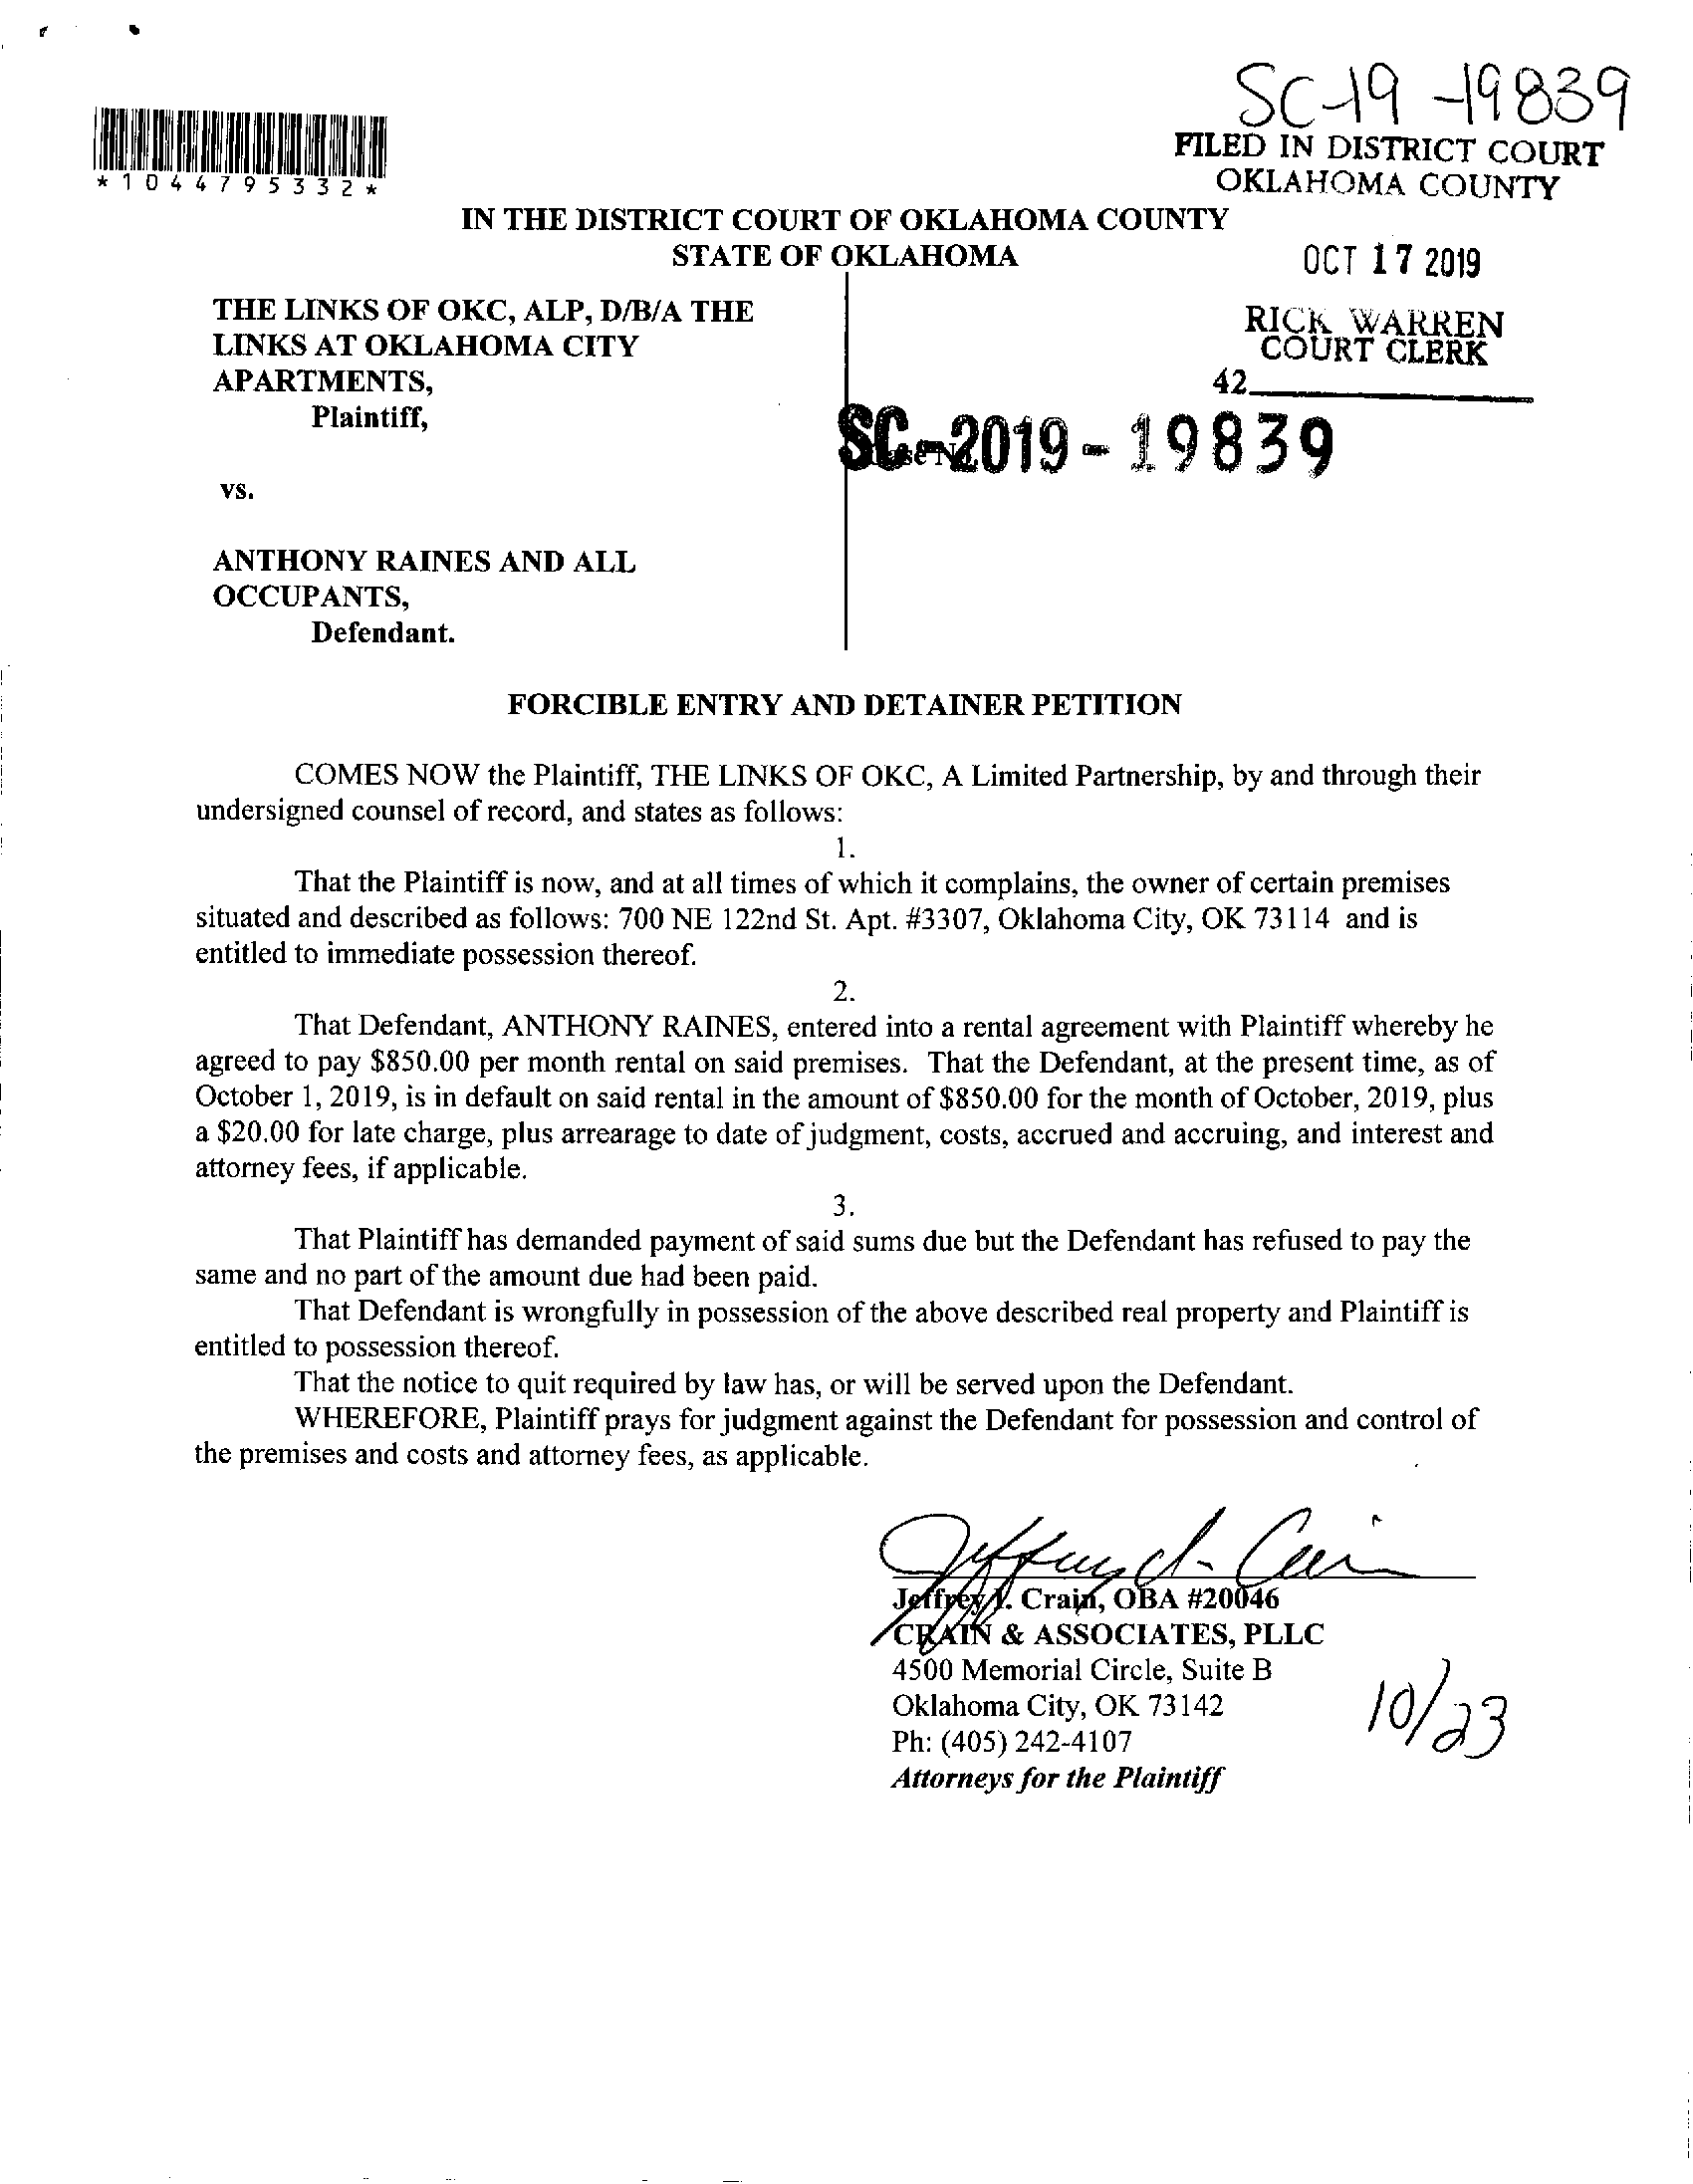 SC-19-19839
*1044795332*
FILED IN DISTRICT COURT
OKLAHOMA COUNTY
IN THE DISTRICT COURT OF OKLAHOMA COUNTY
STATE OF OKLAHOMA
OCT 17 2019
THE LINKS OF OKC, ALP, D/B/A THE
LINKS AT OKLAHOMA CITY
APARTMENTS,
Plaintiff,
RICK WARREN
COURT CLERK
42
SC-2019-19839
vs.
ANTHONY RAINES AND ALL
OCCUPANTS,
Defendant.
FORCIBLE ENTRY AND DETAINER PETITION
COMES NOW the Plaintiff, THE LINKS OF OKC, A Limited Partnership, by and through their
undersigned counsel of record, and states as follows:
1.
That the Plaintiff is now, and at all times of which it complains, the owner of certain premises
situated and described as follows: 700 NE 122nd St. Apt. #3307, Oklahoma City, OK 73114 and is
entitled to immediate possession thereof.
2.
That Defendant, ANTHONY RAINES, entered into a rental agreement with Plaintiff whereby he
agreed to pay $850.00 per month rental on said premises. That the Defendant, at the present time, as of
October 1, 2019, is in default on said rental in the amount of $850.00 for the month of October, 2019, plus
a $20.00 for late charge, plus arrearage to date of judgment, costs, accrued and accruing, and interest and
attorney fees, if applicable.
3.
That Plaintiff has demanded payment of said sums due but the Defendant has refused to pay the
same and no part of the amount due had been paid.
That Defendant is wrongfully in possession of the above described real property and Plaintiff is
entitled to possession thereof.
That the notice to quit required by law has, or will be served upon the Defendant.
WHEREFORE, Plaintiff prays for judgment against the Defendant for possession and control of
the premises and costs and attorney fees, as applicable.
Jeffrey Crain, OBA #20046
CRAIN & ASSOCIATES, PLLC
4500 Memorial Circle, Suite B
Oklahoma City, OK 73142
Ph: (405) 242-4107
Attorneys for the Plaintiff
10/23